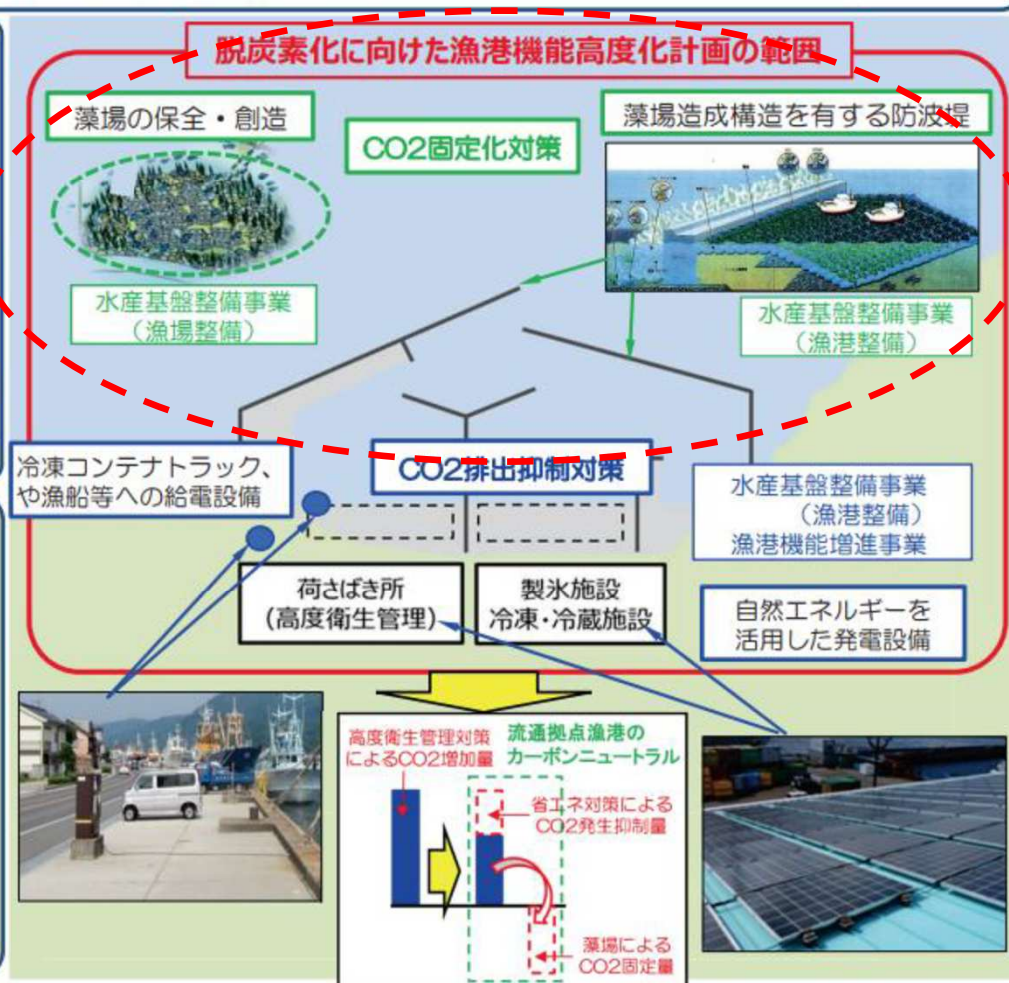 脱炭素化に向けた漁港機能高度化計画の範囲
藻場の保全・創造
CO2固定化対策
藻場造成構造を有する防波堤
水産基盤整備事業
（漁場整備）
水産基盤整備事業
（漁港整備）
冷凍コンテナトラック、
や漁船等への給電設備
CO2排出抑制対策
水産基盤整備事業
（漁港整備）
漁港機能増進事業
荷さばき所
(高度衛生管理)
製氷施設
冷凍・冷蔵施設
自然エネルギーを
活用した発電設備
高度衛生管理対策
によるCO2増加量
流通拠点漁港の
カーボンニュートラル
省エネ対策による
CO2発生抑制量
藻場による
CO2固定量